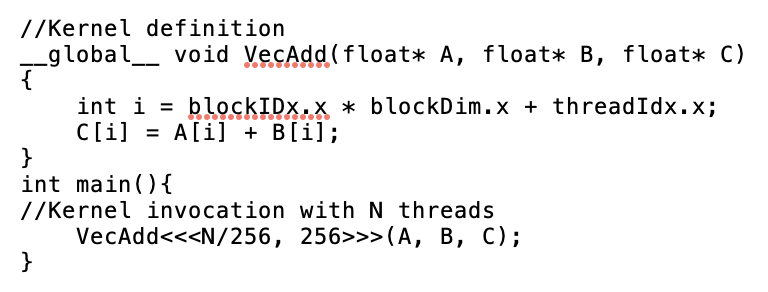 //Kernel definition
__global__ void VecAdd(float* A, float* B, float* C)
{
    int i = blockIDx.x * blockDim.x + threadIdx.x;
    C[i] = A[i] + B[i];
}
int main(){
//Kernel invocation with N threads
    VecAdd<<<N/256, 256>>>(A, B, C);
}